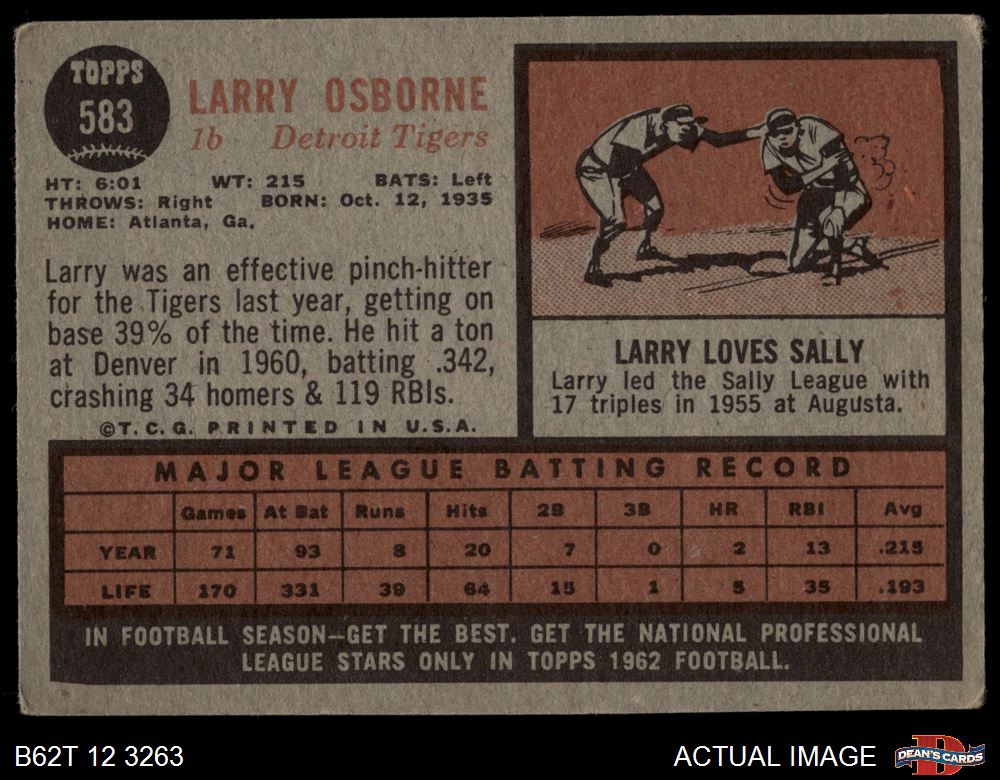 TOPPS
583
LARRY OSBORNE
1b Detroit Tigers
HT: 6:01 WT: 215 BATS: Left
THROWS: Right BORN: Oct. 12, 1935
HOME: Atlanta, Ga.
Larry was an effective pinch-hitter
for the Tigers last year, getting on
base 39% of the time. He hit a ton
at Denver in 1960, batting .342,
crashing 34 homers & 119 RBIs.
©T.C.G. PRINTED IN U.S.A.
LARRY LOVES SALLY
Larry led the Sally League with
17 triples in 1955 at Augusta.
MAJOR LEAGUE BATTING RECORD
Games At Bat Runs Hits 2B 3B HR RBI Avg
YEAR 71 93 8 20 7 0 2 13 .215
LIFE 170 331 39 64 15 1 5 35 .193
IN FOOTBALL SEASON—GET THE BEST. GET THE NATIONAL PROFESSIONAL
LEAGUE STARS ONLY IN TOPPS 1962 FOOTBALL.
B62T 12 3263 ACTUAL IMAGE
DEAN'S CARDS